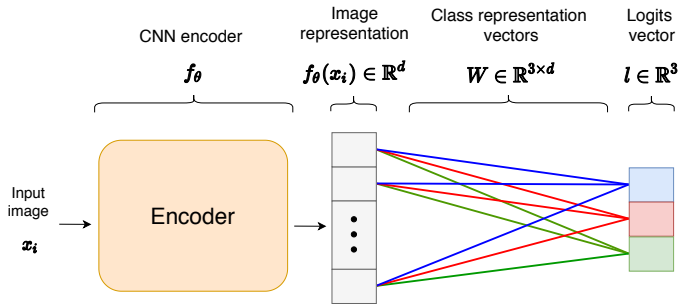 CNN encoder
Image
representation
Class representation
vectors
Logits
vector
f_θ
f_θ(x_i) ∈ ℝ^d
W ∈ ℝ^{3×d}
l ∈ ℝ^3
Input
image
x_i
Encoder